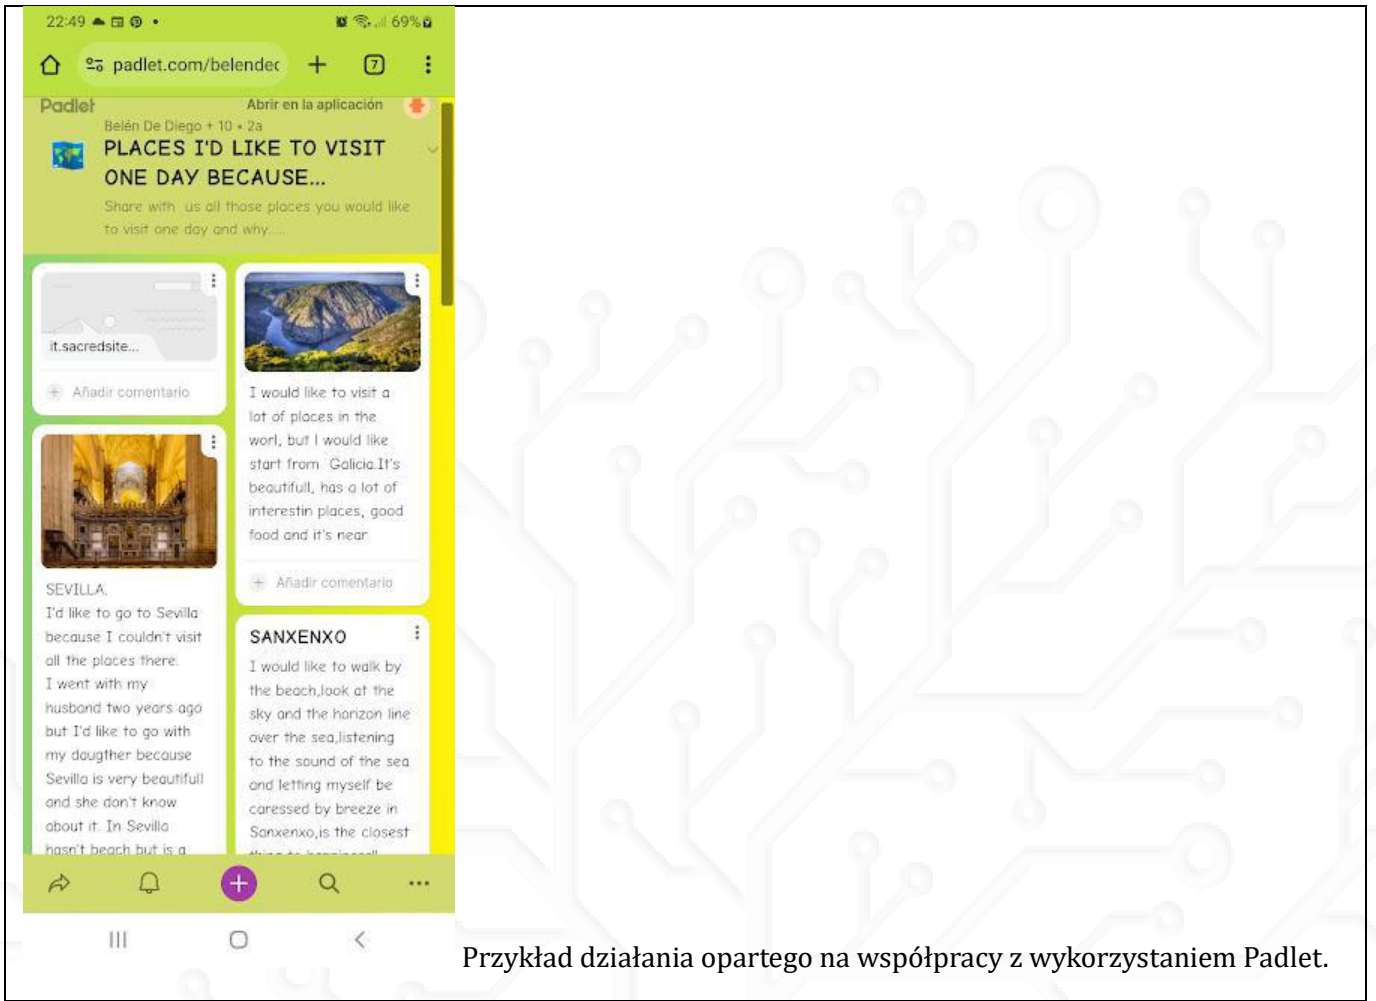 22:49
69%
padlet.com/belendec
7
Padlet
Abrir en la aplicación
Belén De Diego + 10 • 2a
PLACES I'D LIKE TO VISIT
ONE DAY BECAUSE...
Share with us all those places you would like
to visit one day and why.....
it.sacredsite...
Añadir comentario
SEVILLA.
I'd like to go to Sevilla
because I couldn't visit
all the places there.
I went with my
husband two years ago
but I'd like to go with
my daugther because
Sevilla is very beautifull
and she don't know
about it. In Sevilla
hasn't beach but is a
I would like to visit a
lot of places in the
worl, but I would like
start from Galicia.It's
beautifull, has a lot of
interestin places, good
food and it's near
Añadir comentario
SANXENXO
I would like to walk by
the beach,look at the
sky and the horizon line
over the sea,listening
to the sound of the sea
and letting myself be
caressed by breeze in
Sanxenxo,is the closest
Przykład działania opartego na współpracy z wykorzystaniem Padlet.